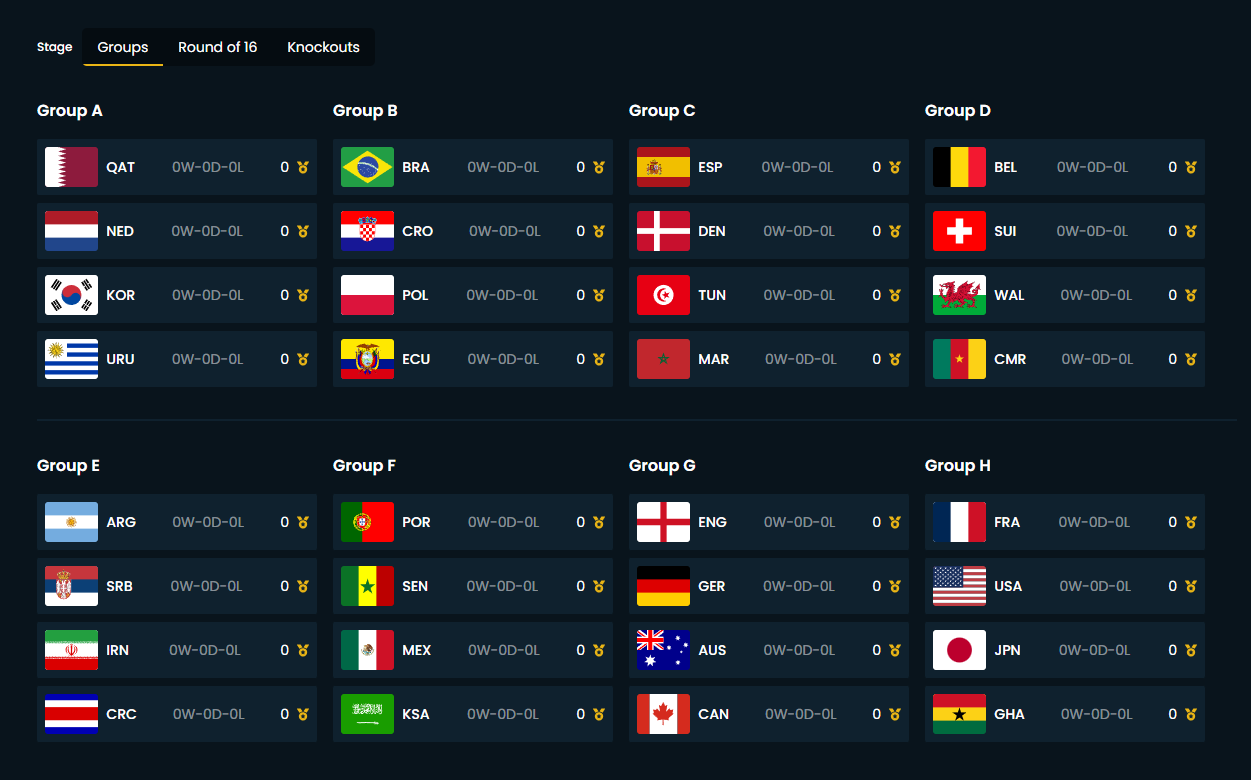 Stage Groups Round of 16 Knockouts
Group A
QAT 0W-0D-0L 0
NED 0W-0D-0L 0
KOR 0W-0D-0L 0
URU 0W-0D-0L 0
Group B
BRA 0W-0D-0L 0
CRO 0W-0D-0L 0
POL 0W-0D-0L 0
ECU 0W-0D-0L 0
Group C
ESP 0W-0D-0L 0
DEN 0W-0D-0L 0
TUN 0W-0D-0L 0
MAR 0W-0D-0L 0
Group D
BEL 0W-0D-0L 0
SUI 0W-0D-0L 0
WAL 0W-0D-0L 0
CMR 0W-0D-0L 0
Group E
ARG 0W-0D-0L 0
SRB 0W-0D-0L 0
IRN 0W-0D-0L 0
CRC 0W-0D-0L 0
Group F
POR 0W-0D-0L 0
SEN 0W-0D-0L 0
MEX 0W-0D-0L 0
KSA 0W-0D-0L 0
Group G
ENG 0W-0D-0L 0
GER 0W-0D-0L 0
AUS 0W-0D-0L 0
CAN 0W-0D-0L 0
Group H
FRA 0W-0D-0L 0
USA 0W-0D-0L 0
JPN 0W-0D-0L 0
GHA 0W-0D-0L 0